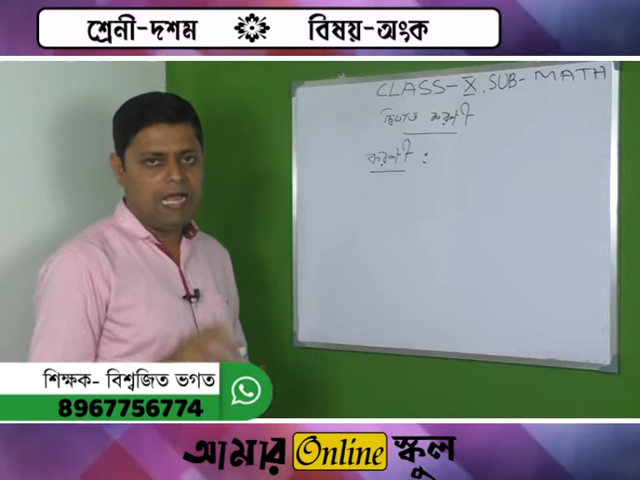 শ্রেনী-দশম ❁ বিষয়-অংক
CLASS-X, SUB-MATH
দ্বিঘাত করণী
করণী :
শিক্ষক- বিশ্বজিত ভগত
8967756774
আমার Online স্কুল